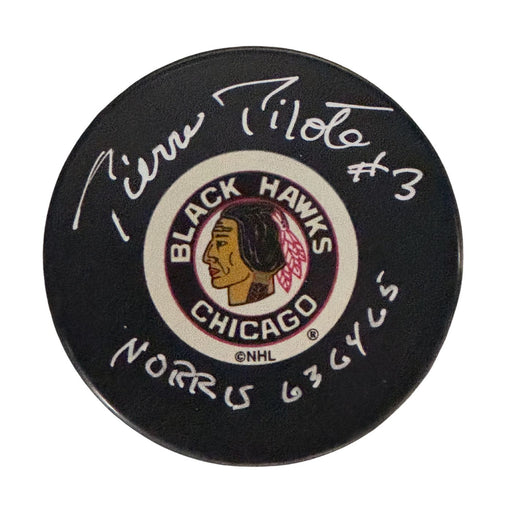 Pierre Pilote #3
BLACK HAWKS
CHICAGO
®
©NHL
NORRIS 63 64 65